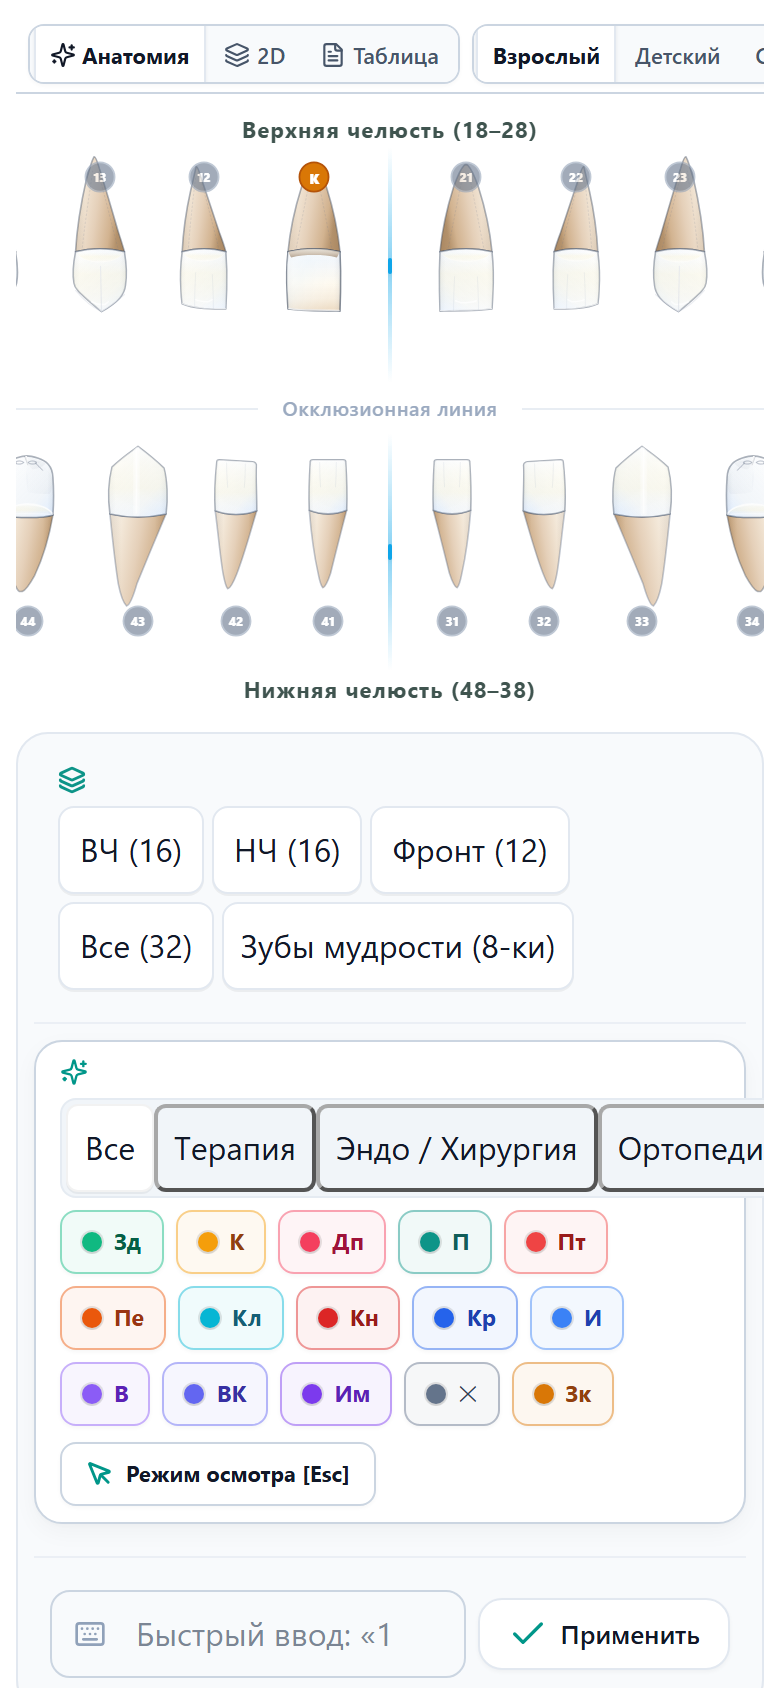 Анатомия 2D Таблица Взрослый Детский
Верхняя челюсть (18–28)
13 12 К 21 22 23
Окклюзионная линия
44 43 42 41 31 32 33 34
Нижняя челюсть (48–38)
ВЧ (16) НЧ (16) Фронт (12)
Все (32) Зубы мудрости (8-ки)
Все Терапия Эндо / Хирургия Ортопеди
Зд К Дп П Пт
Пе Кл Кн Кр И
В ВК Им Зк
Режим осмотра [Esc]
Быстрый ввод: «1 Применить